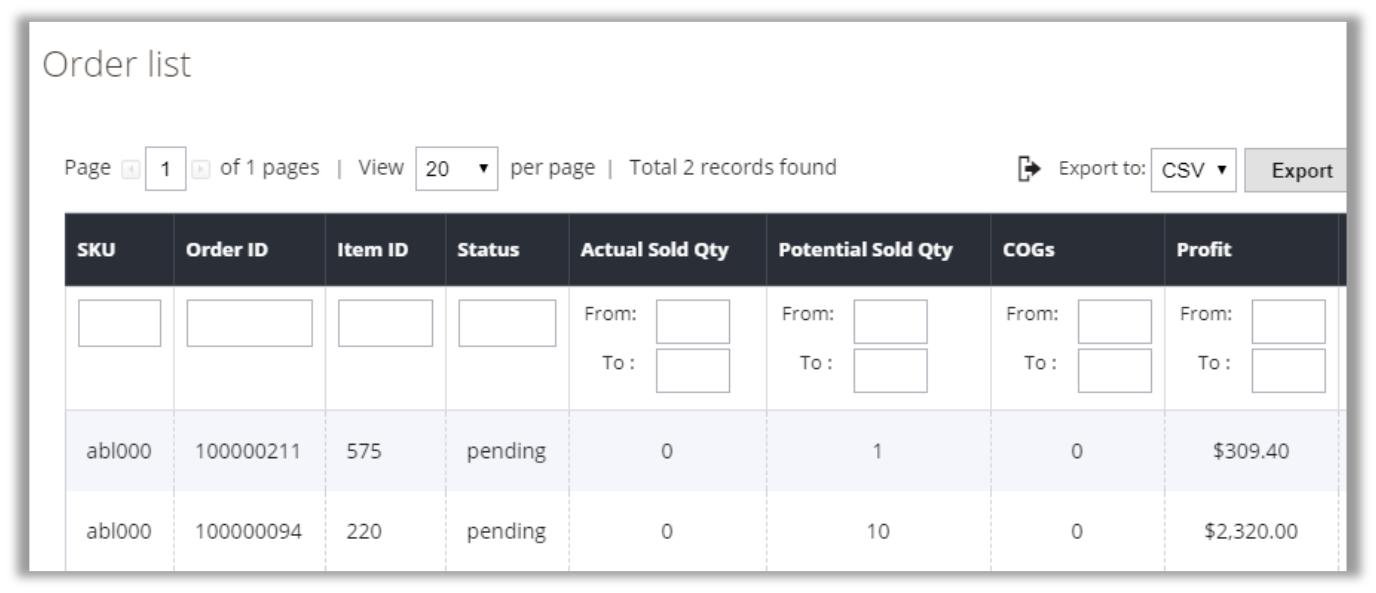 Order list
Page 1 of 1 pages | View 20 per page | Total 2 records found Export to: CSV Export
SKU Order ID Item ID Status Actual Sold Qty Potential Sold Qty COGs Profit
From: From: From: From:
To : To : To : To :
abl000 100000211 575 pending 0 1 0 $309.40
abl000 100000094 220 pending 0 10 0 $2,320.00